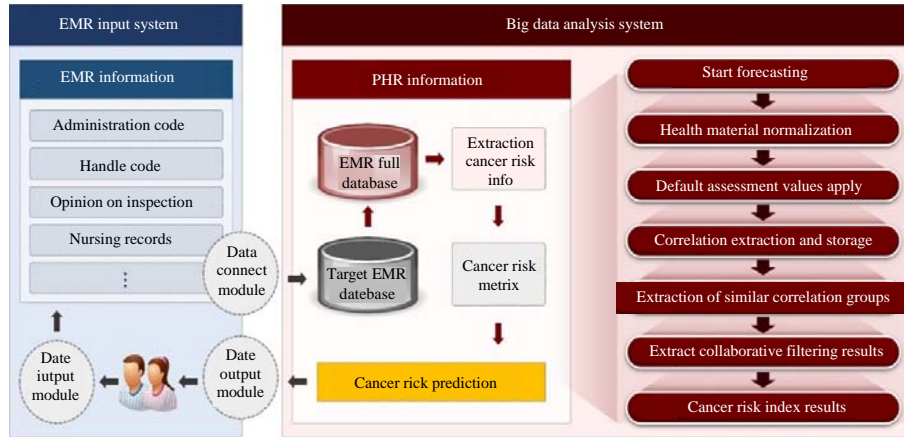 EMR input system
EMR information
Administration code
Handle code
Opinion on inspection
Nursing records
⋮
Data
connect
module
Date
iutput
module
Date
output
module
Big data analysis system
PHR information
EMR full
database
Extraction
cancer risk
info
Target EMR
datebase
Cancer risk
metrix
Cancer rick prediction
Start forecasting
Health material normalization
Default assessment values apply
Correlation extraction and storage
Extraction of similar correlation groups
Extract collaborative filtering results
Cancer risk index results